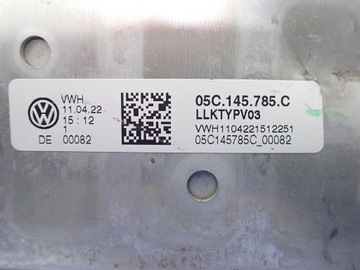 VWH
11.04.22
15:12
1
DE 00082
05C.145.785.C
LLKTYPV03
VWH1104221512251
05C145785C_00082